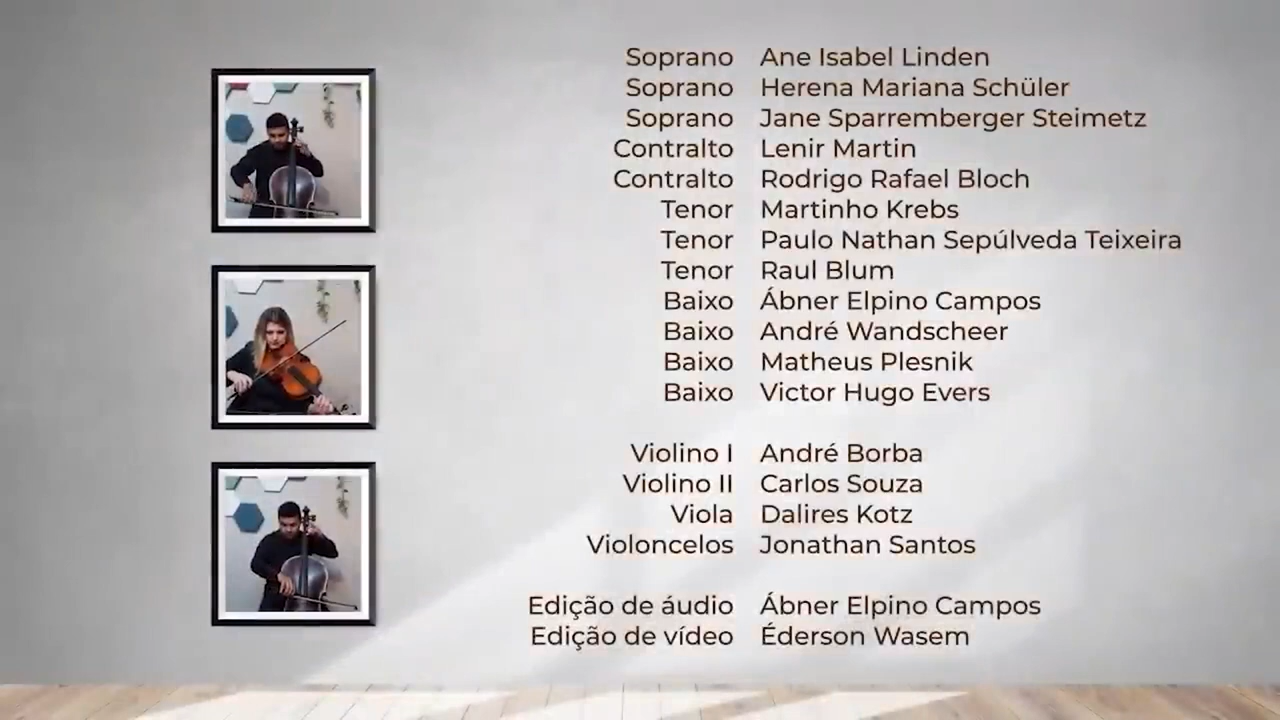 Soprano Ane Isabel Linden
Soprano Herena Mariana Schüler
Soprano Jane Sparremberger Steimetz
Contralto Lenir Martin
Contralto Rodrigo Rafael Bloch
Tenor Martinho Krebs
Tenor Paulo Nathan Sepúlveda Teixeira
Tenor Raul Blum
Baixo Ábner Elpino Campos
Baixo André Wandscheer
Baixo Matheus Plesnik
Baixo Victor Hugo Evers
Violino I André Borba
Violino II Carlos Souza
Viola Dalires Kotz
Violoncelos Jonathan Santos
Edição de áudio Ábner Elpino Campos
Edição de vídeo Éderson Wasem